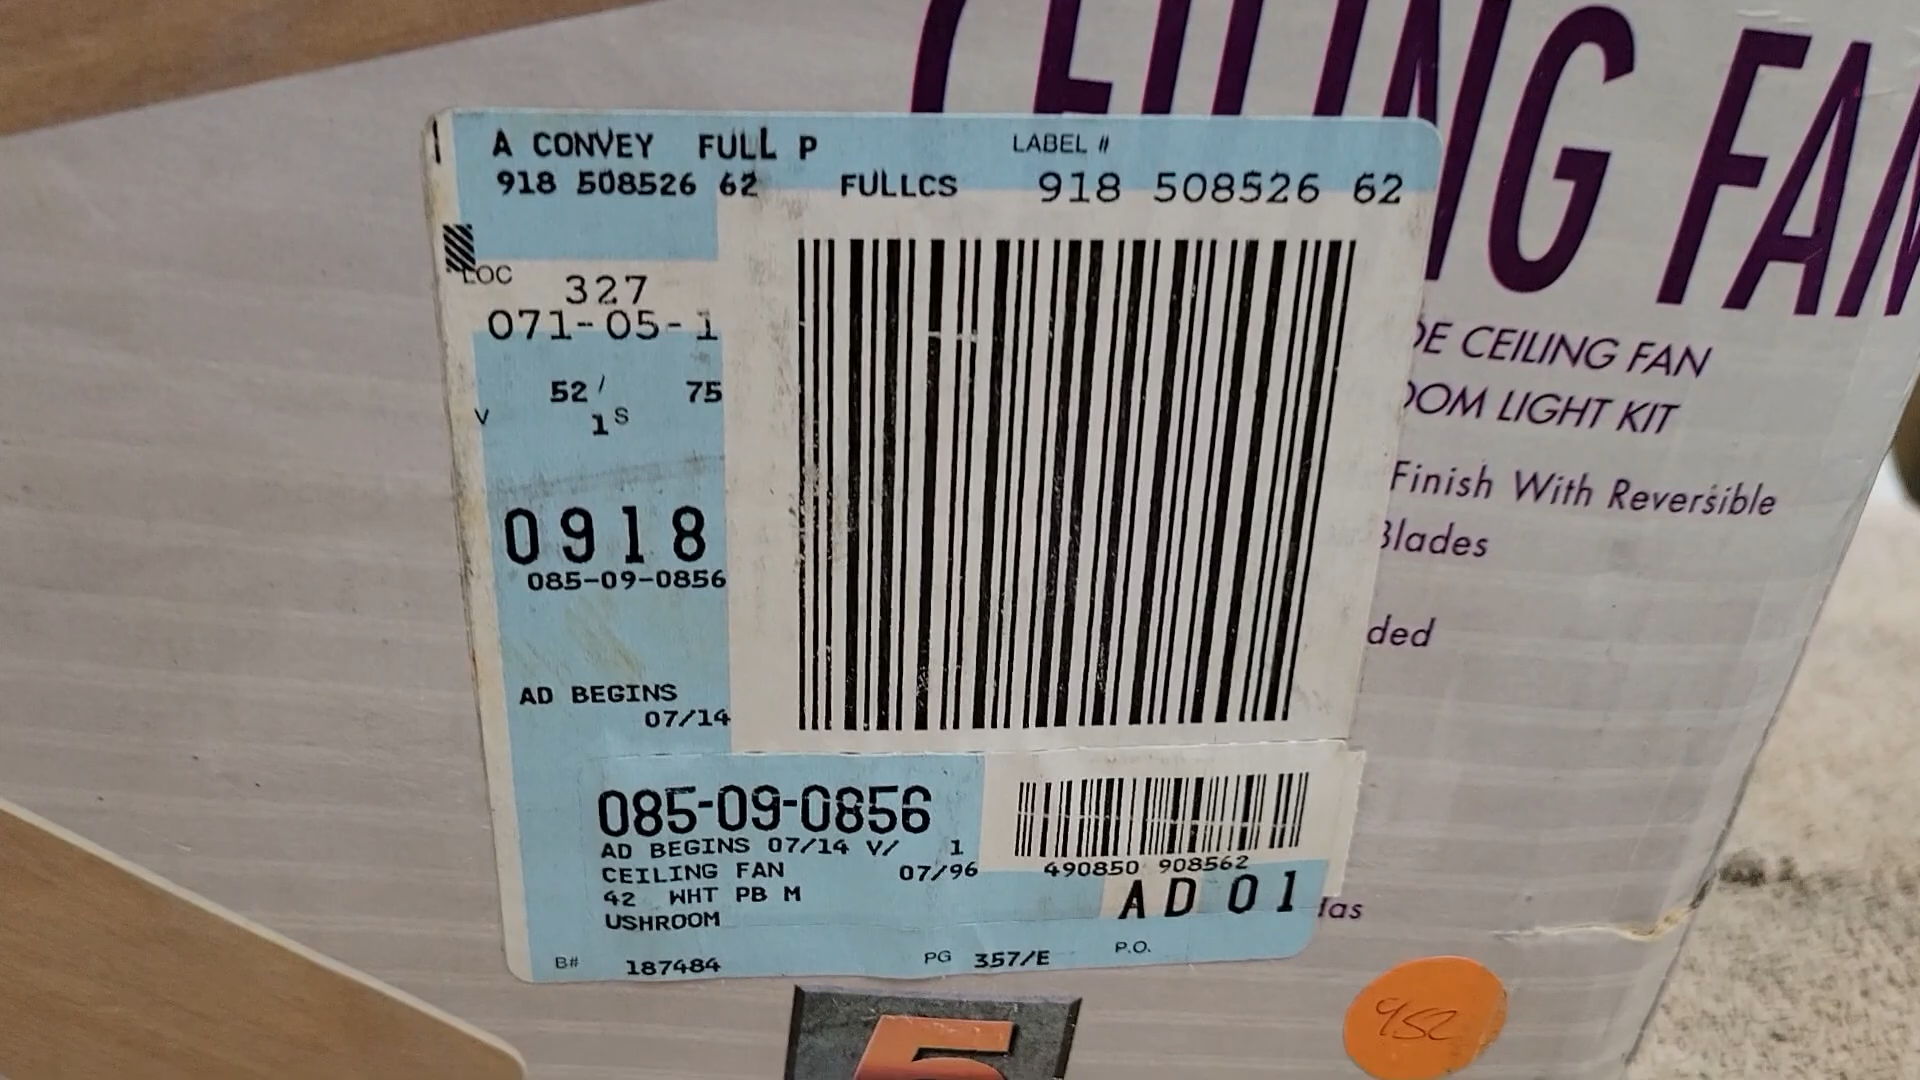 CEILING FAN
A CONVEY FULL P
LABEL #
918 508526 62 FULLCS 918 508526 62
LOC 327
071-05-1
52/ 75
V 1 S
0918
085-09-0856
AD BEGINS
07/14
085-09-0856
AD BEGINS 07/14 V/ 1
CEILING FAN 07/96
42 WHT PB M
USHROOM
490850 908562
AD 01
B# 187484 PG 357/E P.O.
DE CEILING FAN
OOM LIGHT KIT
Finish With Reversible
Blades
ded
las
5
952